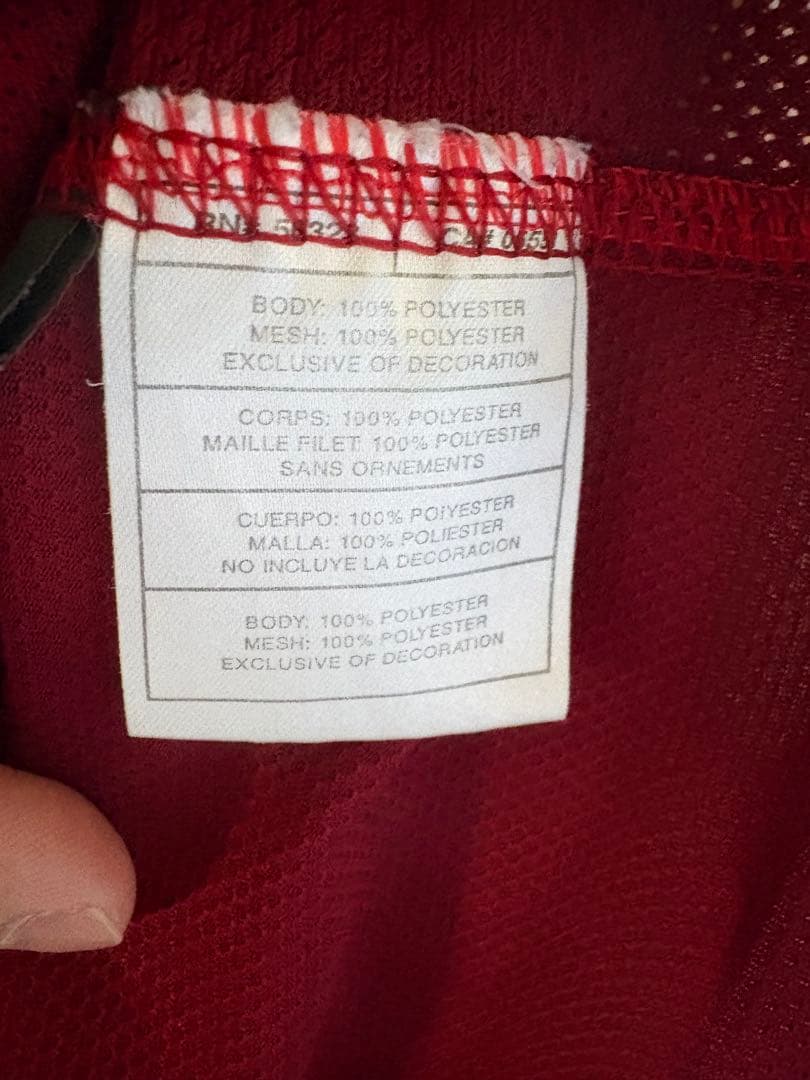 BODY: 100% POLYESTER
MESH: 100% POLYESTER
EXCLUSIVE OF DECORATION
CORPS: 100% POLYESTER
MAILLE FILET 100% POLYESTER
SANS ORNEMENTS
CUERPO: 100% POIYESTER
MALLA: 100% POLIESTER
NO INCLUYE LA DECORACION
BODY: 100% POLYESTER
MESH: 100% POLYESTER
EXCLUSIVE OF DECORATION